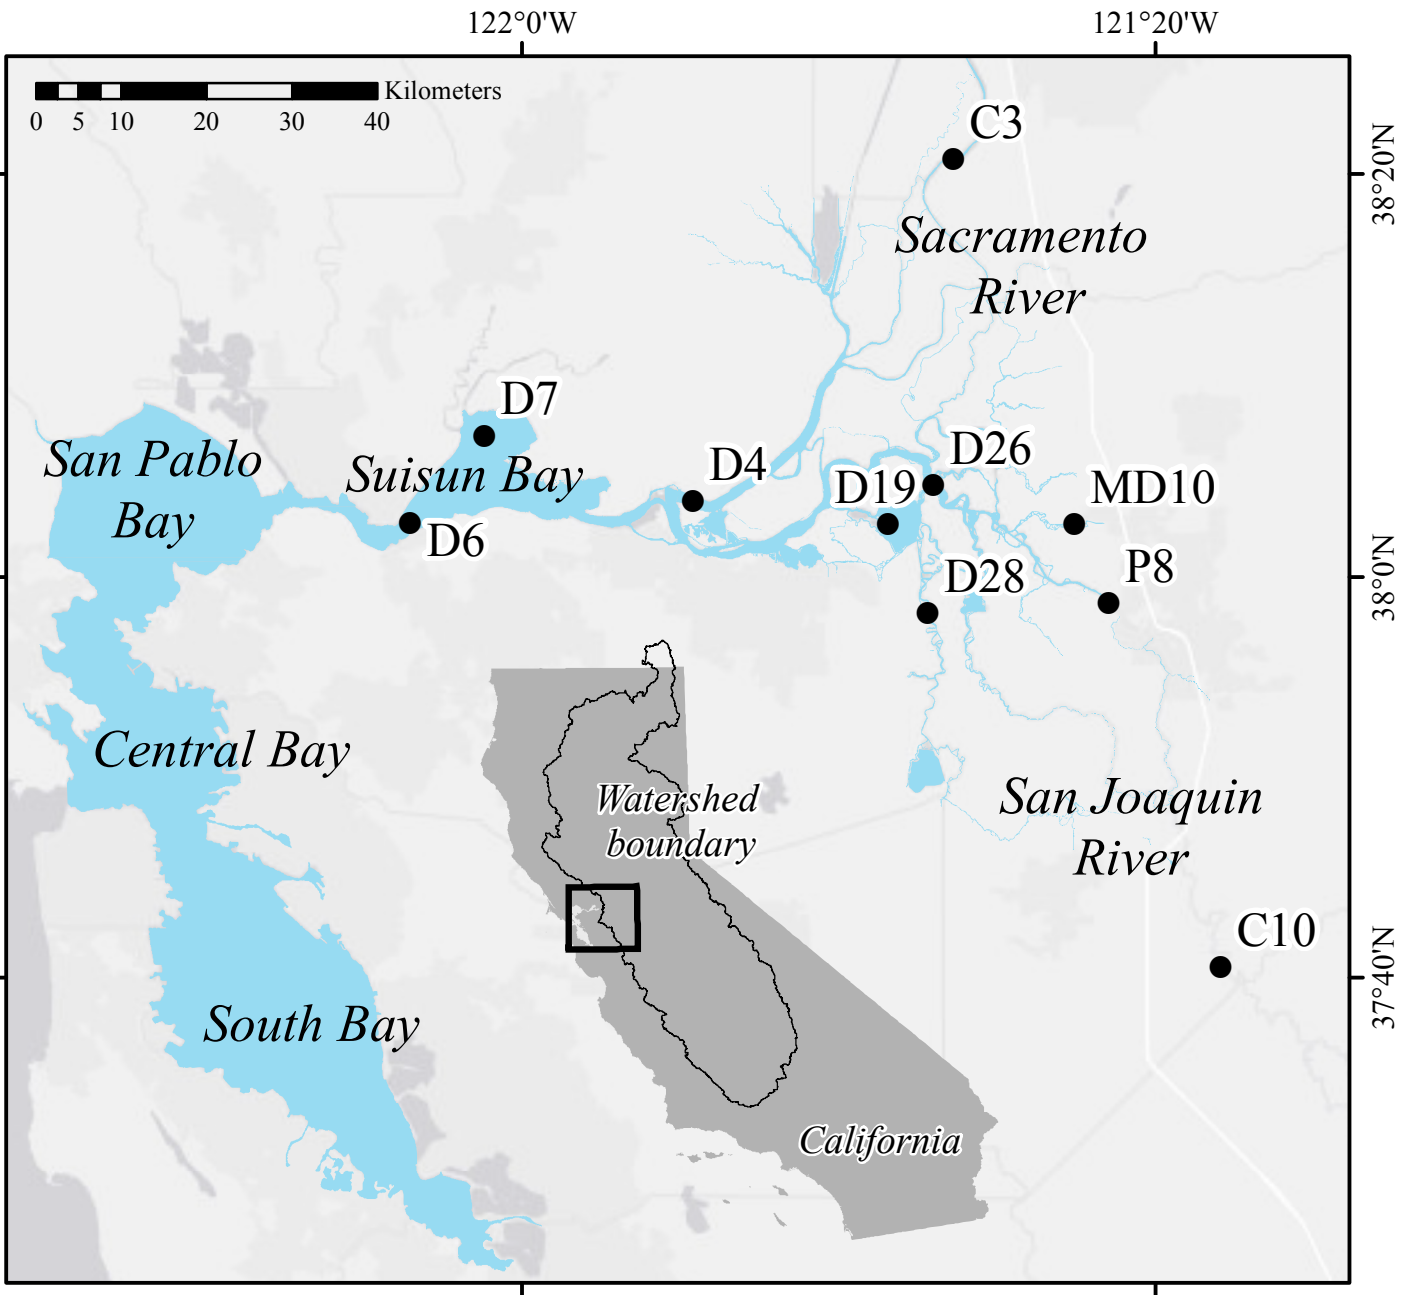 122°0'W
121°20'W
Kilometers
0 5 10 20 30 40
C3
38°20'N
Sacramento
River
D7
San Pablo
Bay
Suisun Bay
D4
D26
D19
MD10
D6
D28
P8
38°0'N
Central Bay
Watershed
boundary
San Joaquin
River
C10
37°40'N
South Bay
California